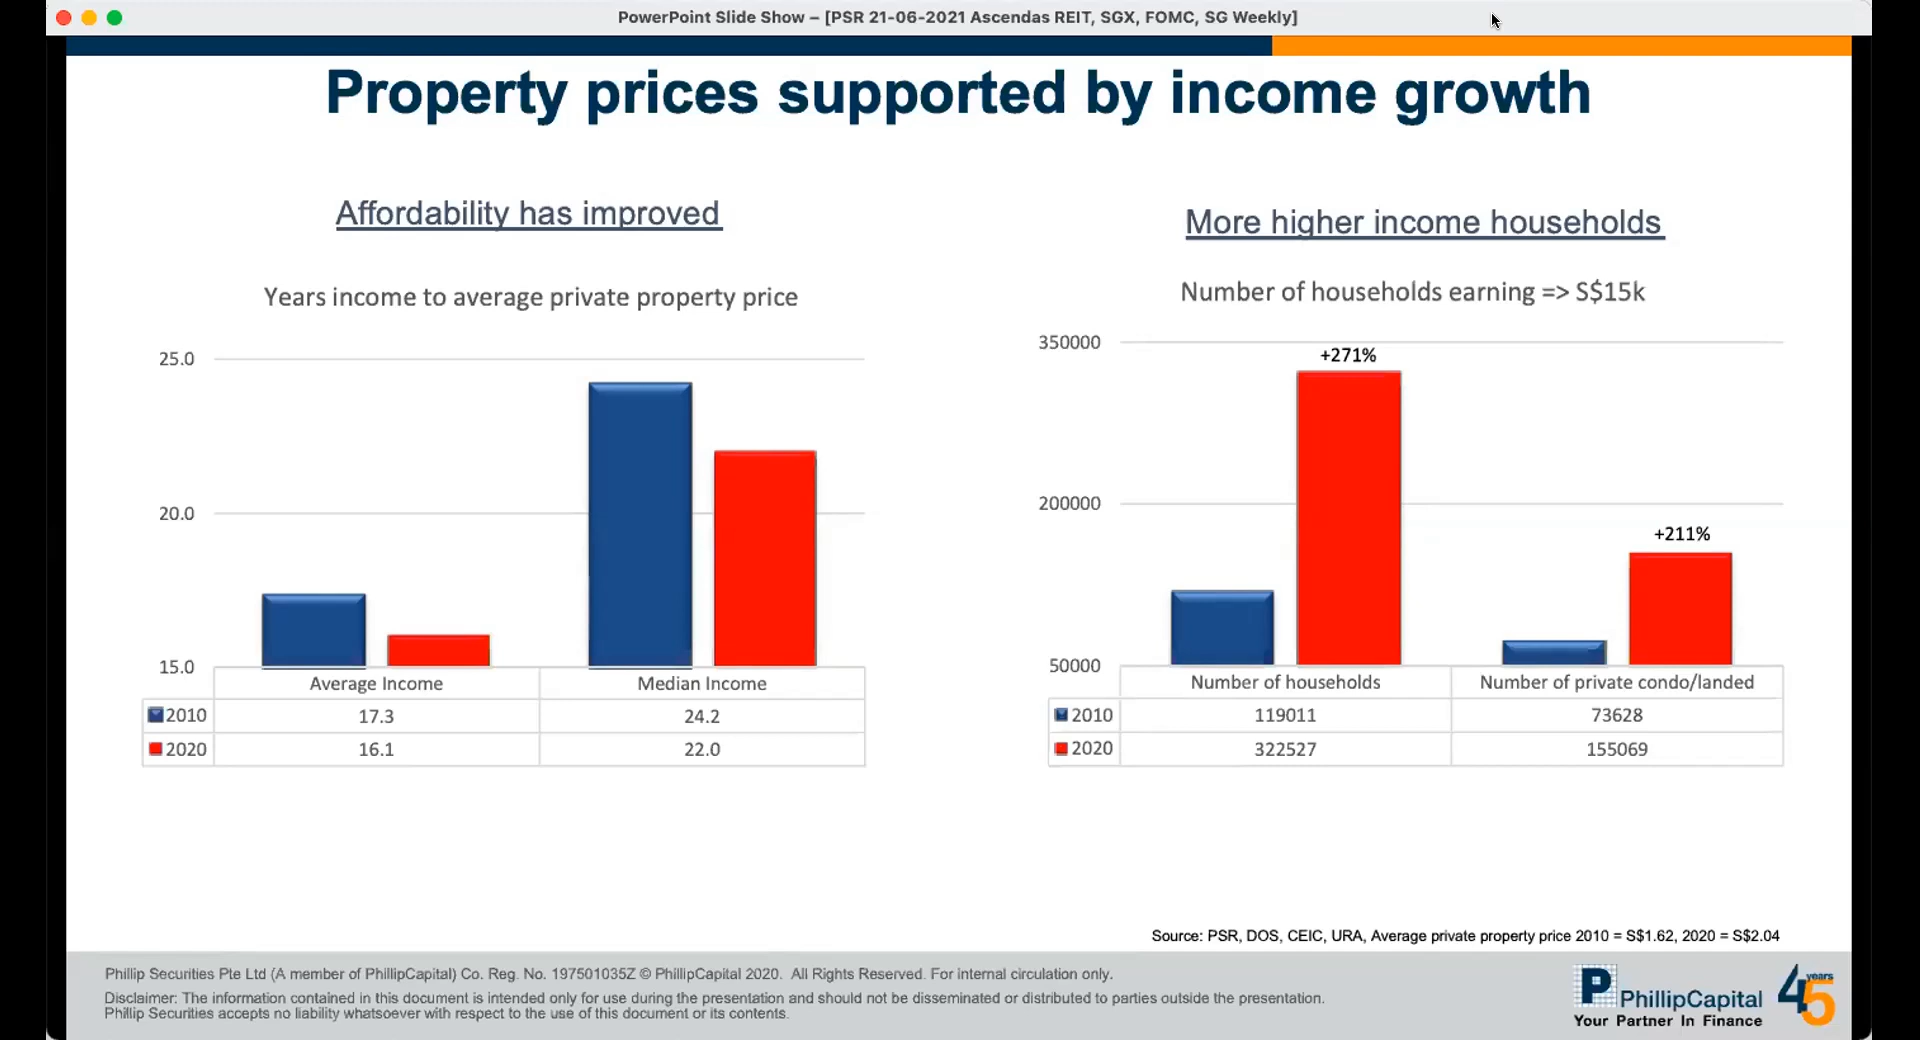 PowerPoint Slide Show – [PSR 21-06-2021 Ascendas REIT, SGX, FOMC, SG Weekly]
Property prices supported by income growth
Affordability has improved
Years income to average private property price
25.0
20.0
15.0
Average Income Median Income
2010 17.3 24.2
2020 16.1 22.0
More higher income households
Number of households earning => S$15k
350000
+271%
200000
+211%
50000
Number of households Number of private condo/landed
2010 119011 73628
2020 322527 155069
Source: PSR, DOS, CEIC, URA, Average private property price 2010 = S$1.62, 2020 = S$2.04
Phillip Securities Pte Ltd (A member of PhillipCapital) Co. Reg. No. 197501035Z © PhillipCapital 2020. All Rights Reserved. For internal circulation only.
Disclaimer: The information contained in this document is intended only for use during the presentation and should not be disseminated or distributed to parties outside the presentation.
Phillip Securities accepts no liability whatsoever with respect to the use of this document or its contents.
P PhillipCapital
Your Partner In Finance
45 years